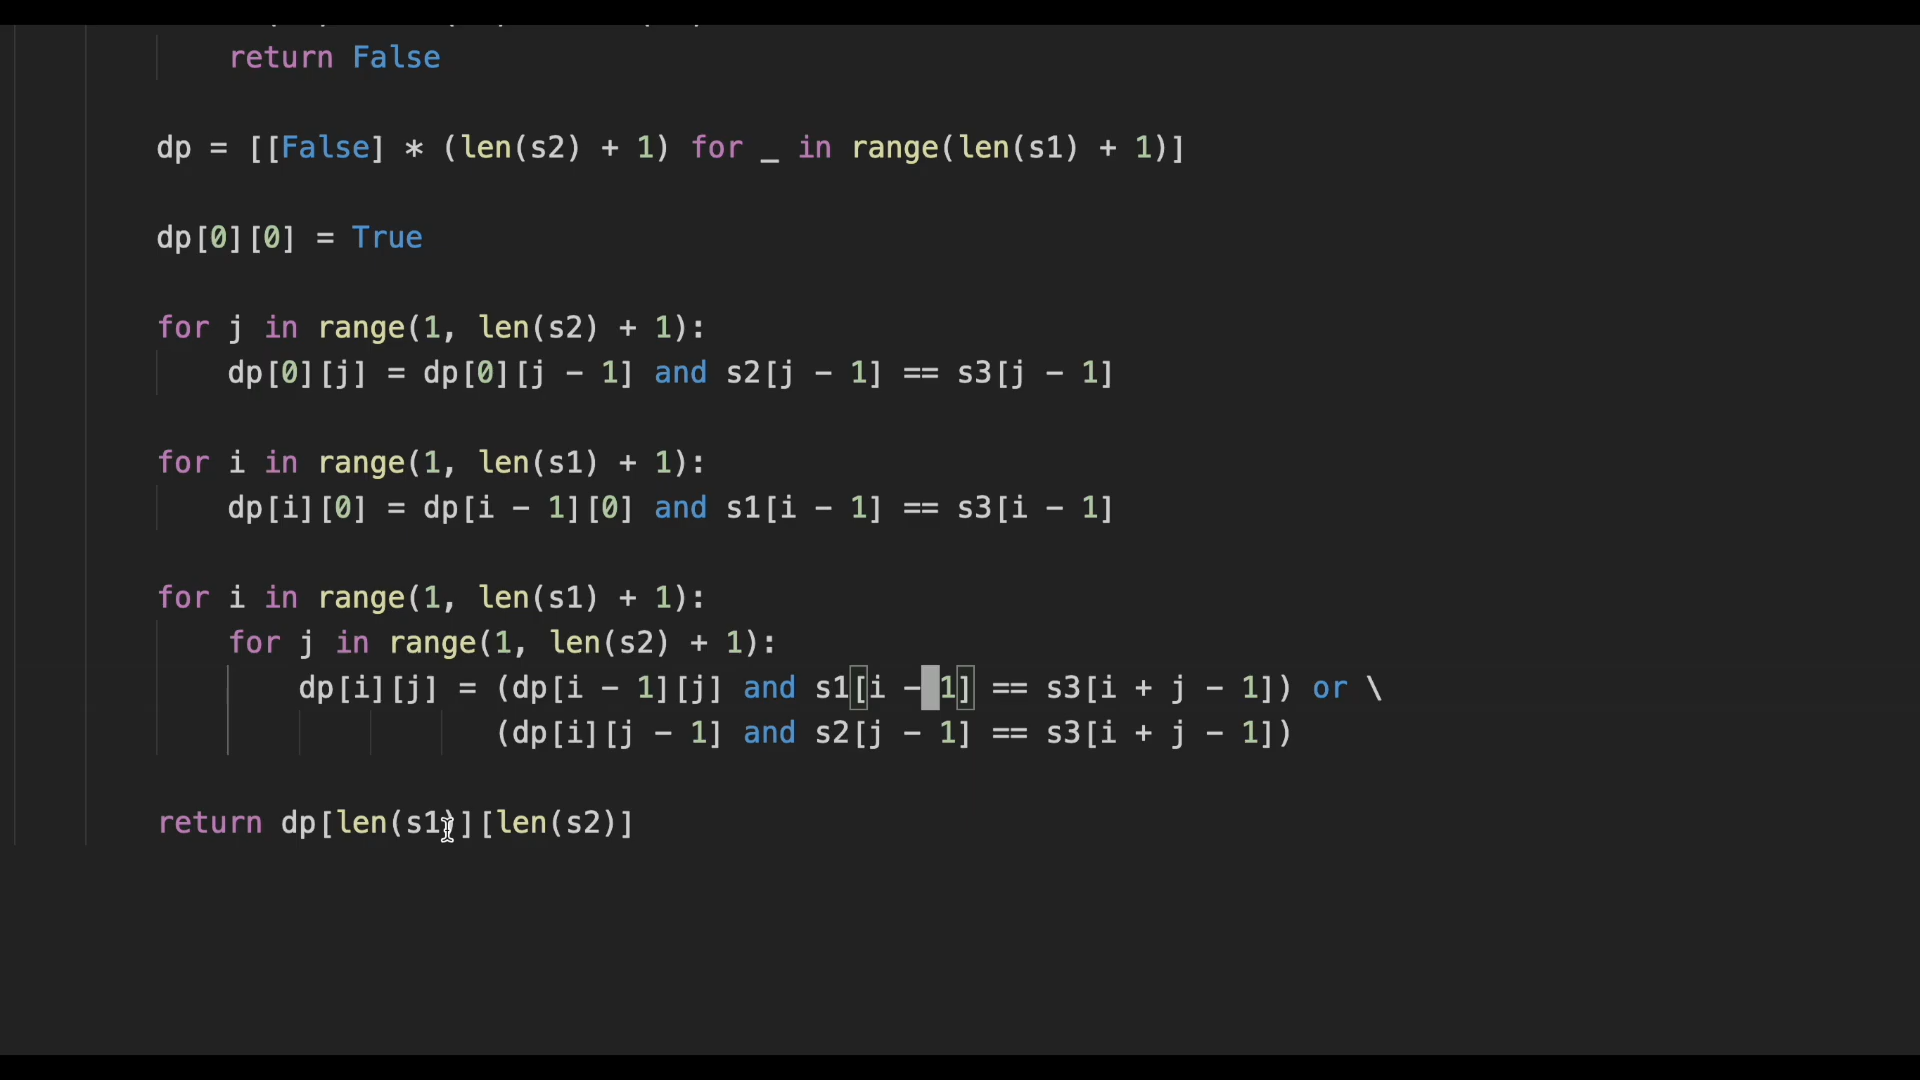 return False
dp = [[False] * (len(s2) + 1) for _ in range(len(s1) + 1)]
dp[0][0] = True
for j in range(1, len(s2) + 1):
dp[0][j] = dp[0][j - 1] and s2[j - 1] == s3[j - 1]
for i in range(1, len(s1) + 1):
dp[i][0] = dp[i - 1][0] and s1[i - 1] == s3[i - 1]
for i in range(1, len(s1) + 1):
for j in range(1, len(s2) + 1):
dp[i][j] = (dp[i - 1][j] and s1[i - 1] == s3[i + j - 1]) or \
(dp[i][j - 1] and s2[j - 1] == s3[i + j - 1])
return dp[len(s1)][len(s2)]